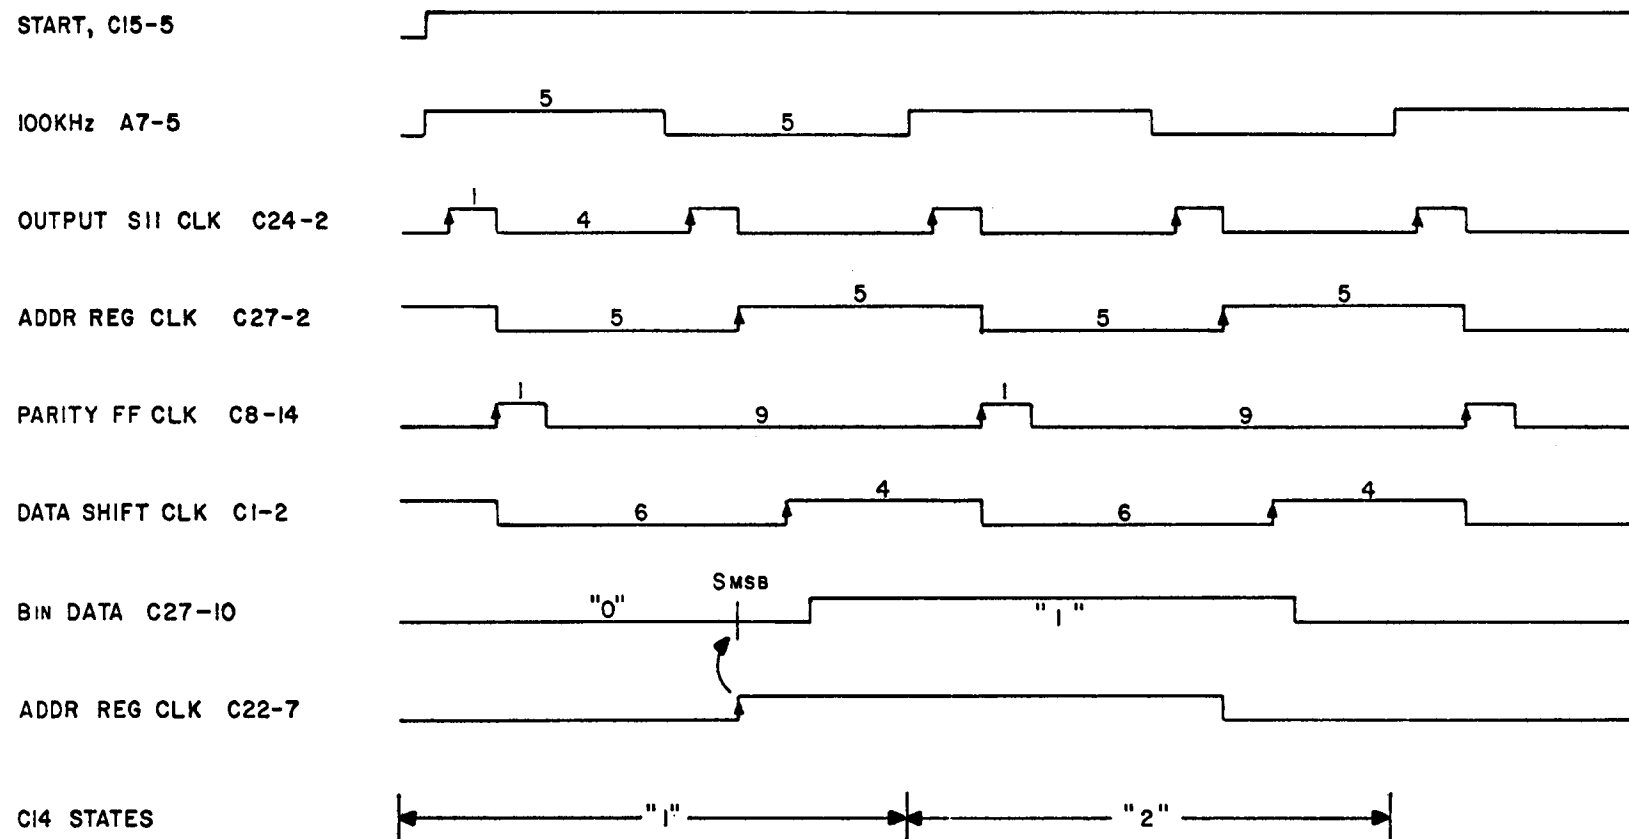 START, C15-5
100KHz A7-5
5
5
OUTPUT SII CLK C24-2
1
4
ADDR REG CLK C27-2
5
5
5
5
PARITY FF CLK C8-14
1
9
1
9
DATA SHIFT CLK C1-2
6
4
6
4
BIN DATA C27-10
"0"
SMSB
"1"
ADDR REG CLK C22-7
C14 STATES
"1"
"2"